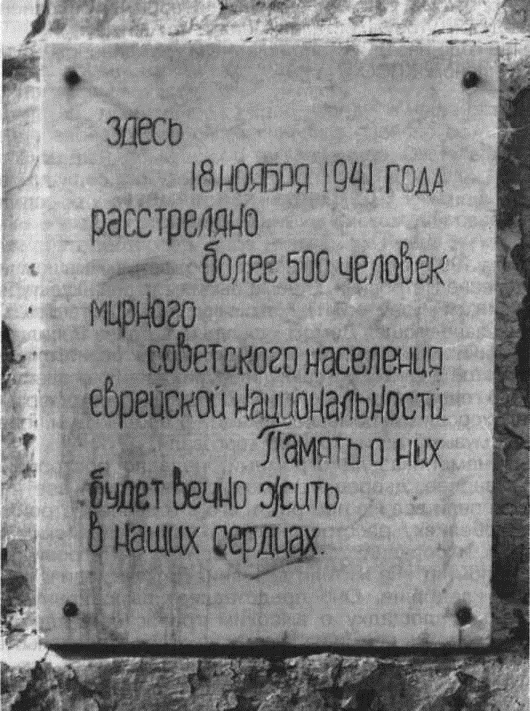 здесь
18 ноября 1941 года
расстреляно
более 500 человек
мирного
советского населения
еврейской национальности
Память о них
будет вечно жить
в наших сердцах.